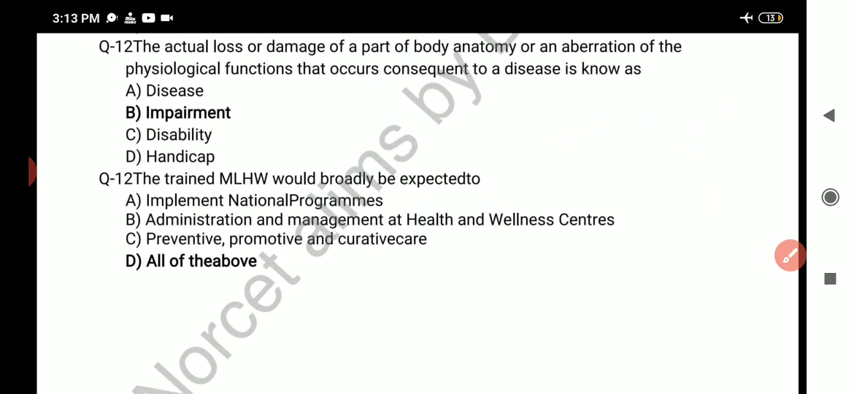 3:13 PM
13
Q-12The actual loss or damage of a part of body anatomy or an aberration of the
physiological functions that occurs consequent to a disease is know as
A) Disease
B) Impairment
C) Disability
D) Handicap
Q-12The trained MLHW would broadly be expectedto
A) Implement NationalProgrammes
B) Administration and management at Health and Wellness Centres
C) Preventive, promotive and curativecare
D) All of theabove
Norcet aiims by